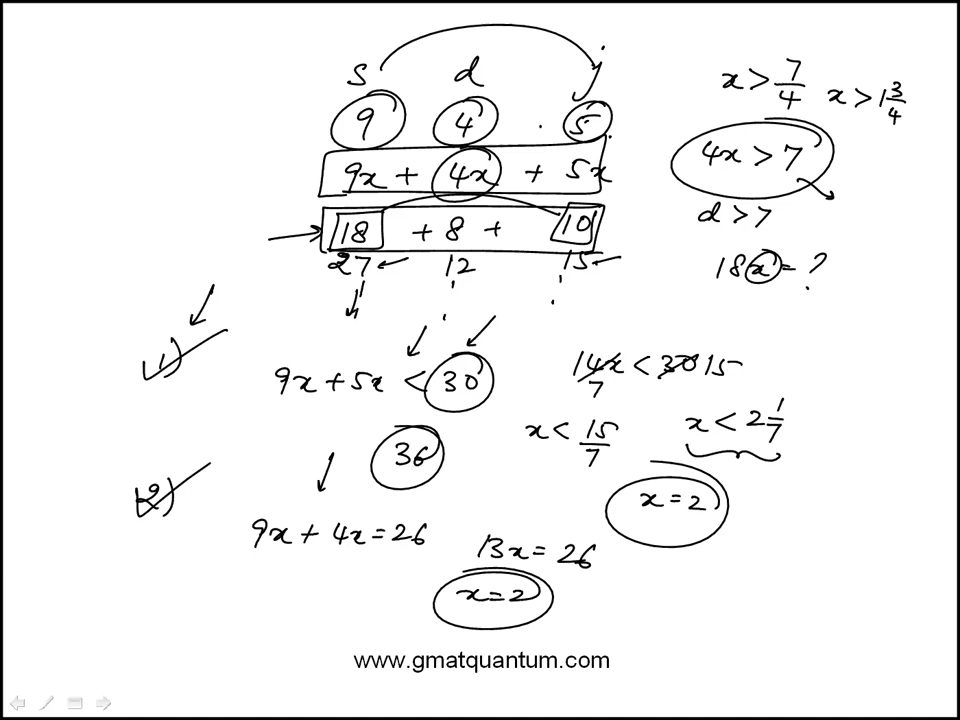 s d j
9 4 5
9x + 4x + 5x
18 + 8 + 10
27 12 15
x > 7/4 x > 1 3/4
4x > 7
d > 7
18x = ?
1)
9x + 5x < 30
36
14x < 30 15
7
x < 15/7 x < 2 1/7
x = 2
2)
9x + 4x = 26
13x = 26
x = 2
www.gmatquantum.com